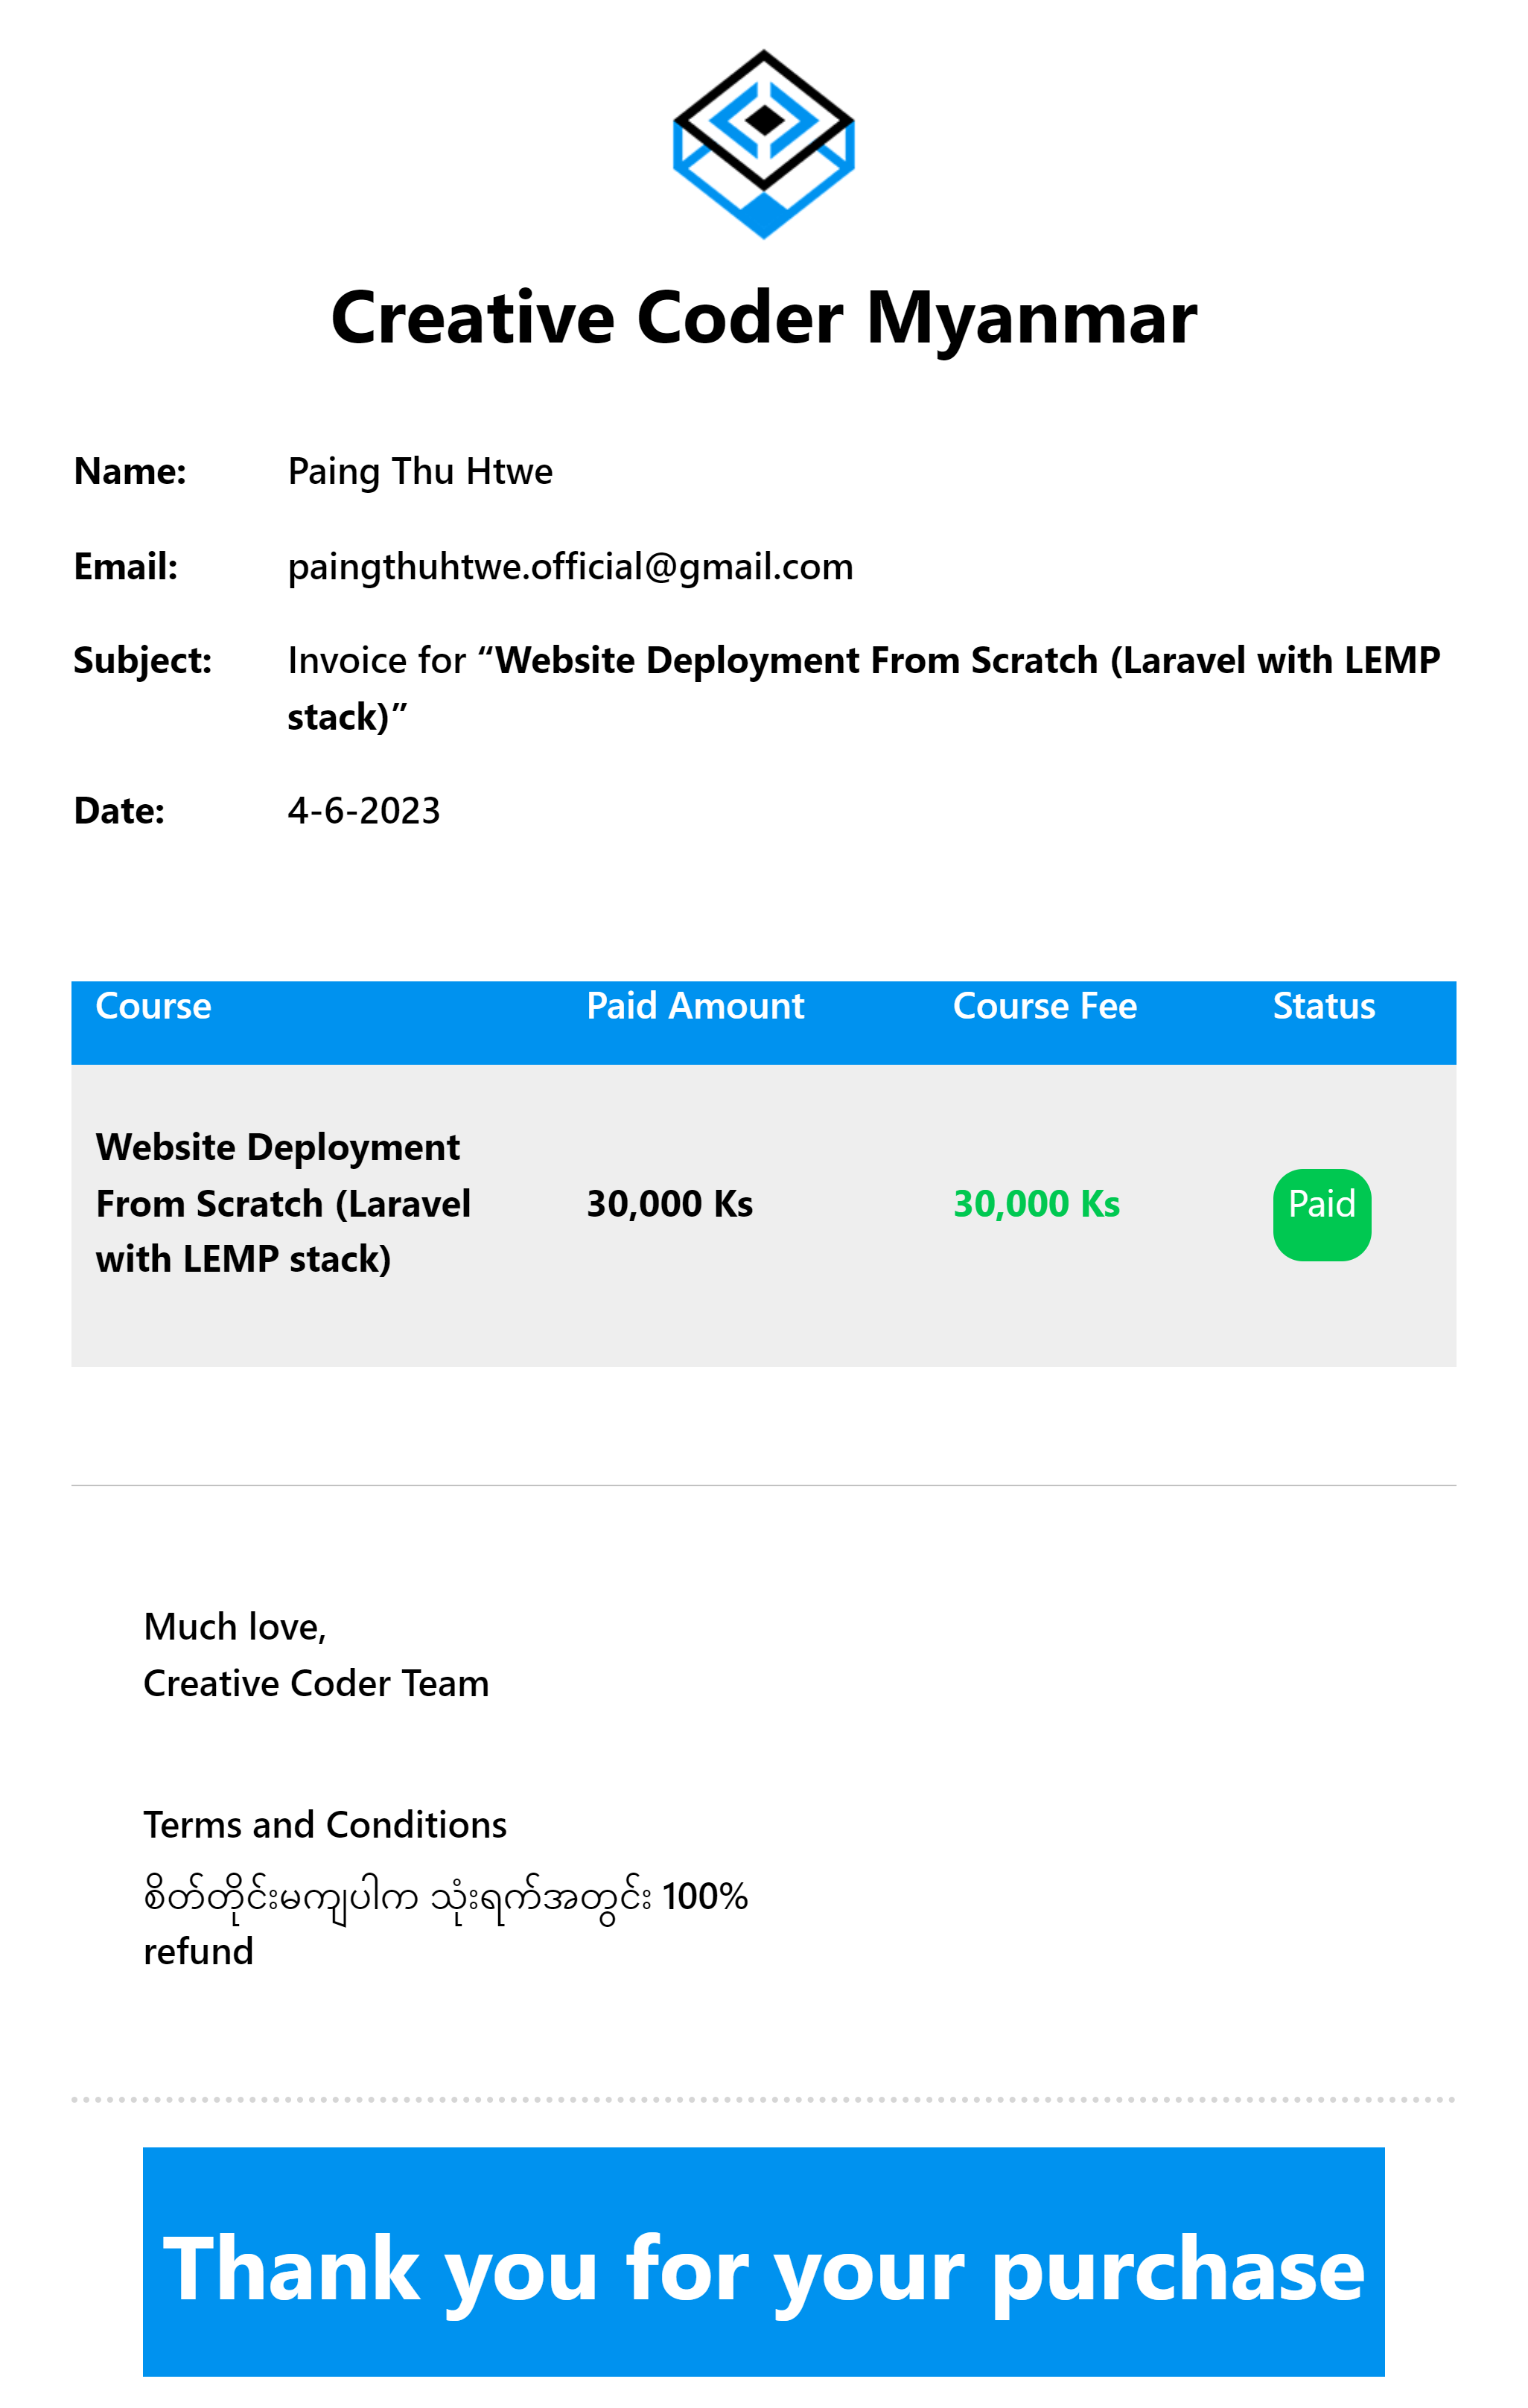 Creative Coder Myanmar
Name: Paing Thu Htwe
Email: paingthuhtwe.official@gmail.com
Subject: Invoice for “Website Deployment From Scratch (Laravel with LEMP
stack)”
Date: 4-6-2023
Course Paid Amount Course Fee Status
Website Deployment
From Scratch (Laravel 30,000 Ks 30,000 Ks Paid
with LEMP stack)
Much love,
Creative Coder Team
Terms and Conditions
စိတ်တိုင်းမကျပါက သုံးရက်အတွင်း 100%
refund
Thank you for your purchase